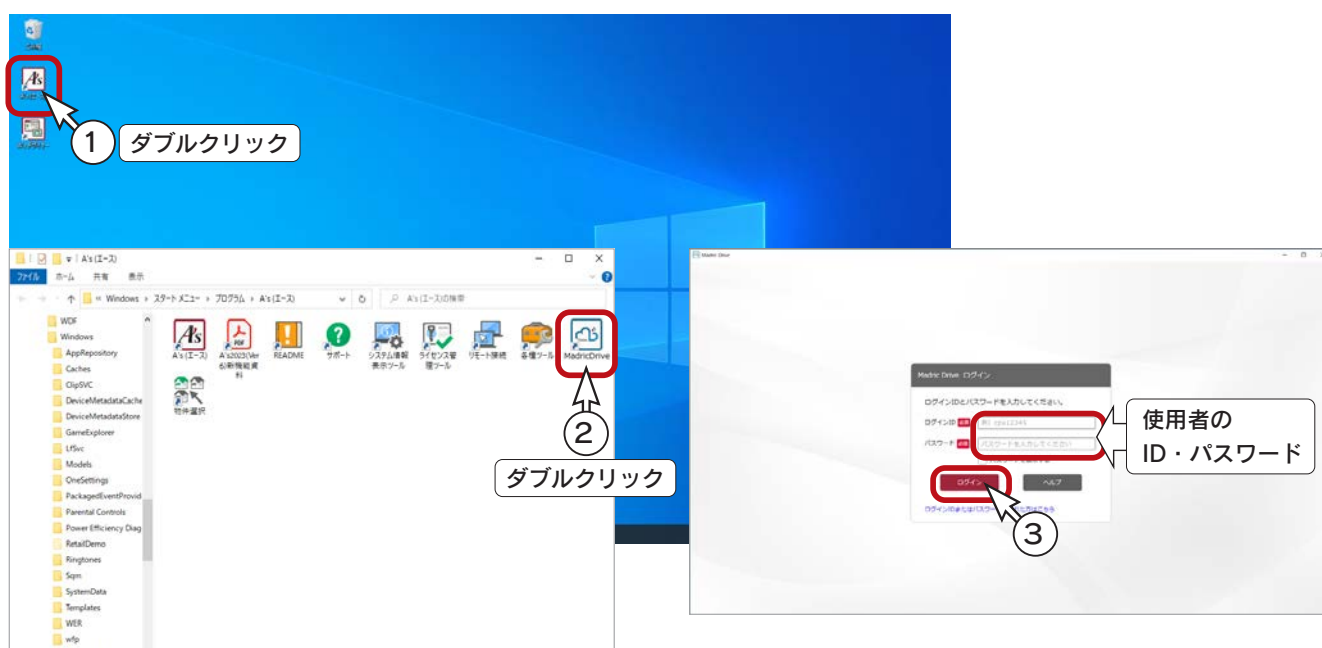 A's
1
ダブルクリック
A's (エース)
ファイル ホーム 共有 表示
« Windows › スタート メニュー › プログラム › A's (エース)
A's (エース)の検索
WDF
Windows
AppRepository
Caches
ClipSVC
DeviceMetadataCache
DeviceMetadataStore
GameExplorer
LfSvc
Models
OneSettings
PackagedEventProvid
Parental Controls
Power Efficiency Diag
RetailDemo
Ringtones
Sqm
SystemData
Templates
WER
wfp
A's (エース)
A's2023(Ver
README
サポート
システム情報
表示ツール
ライセンス管
理ツール
リモート接続
各種ツール
MadricDrive
物件選択
2
ダブルクリック
Madric Drive
Madric Drive ログイン
ログインIDとパスワードを入力してください。
ログインID 必須
パスワード 必須 パスワードを入力してください
ログイン
ヘルプ
使用者の
ID・パスワード
3